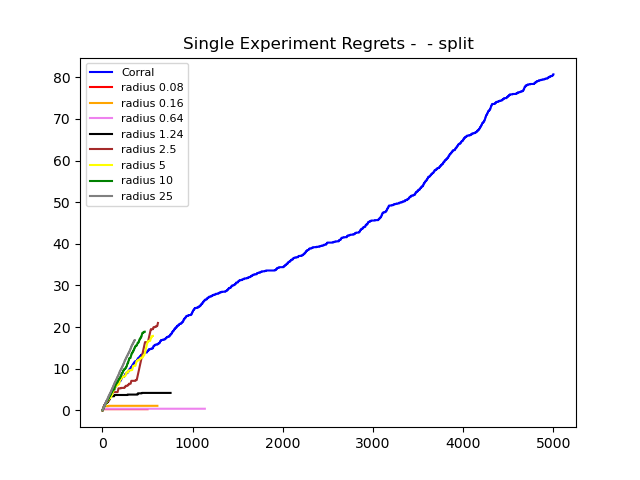 Single Experiment Regrets -  - split
Corral
radius 0.08
radius 0.16
radius 0.64
radius 1.24
radius 2.5
radius 5
radius 10
radius 25
80
70
60
50
40
30
20
10
0
0 1000 2000 3000 4000 5000